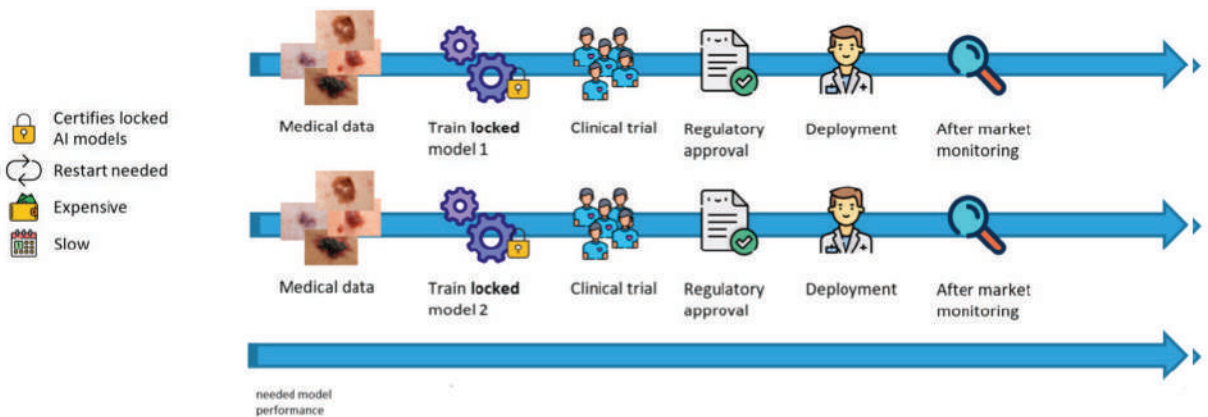 Certifies locked
AI models
Restart needed
Expensive
Slow
Medical data
Train locked
model 1
Clinical trial
Regulatory
approval
Deployment
After market
monitoring
Medical data
Train locked
model 2
Clinical trial
Regulatory
approval
Deployment
After market
monitoring
needed model
performance